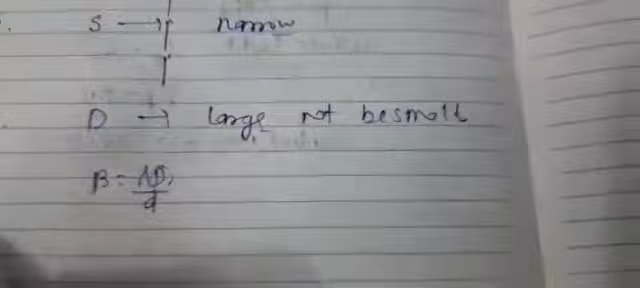 S → narrow
D → large not be small
B = λD
d